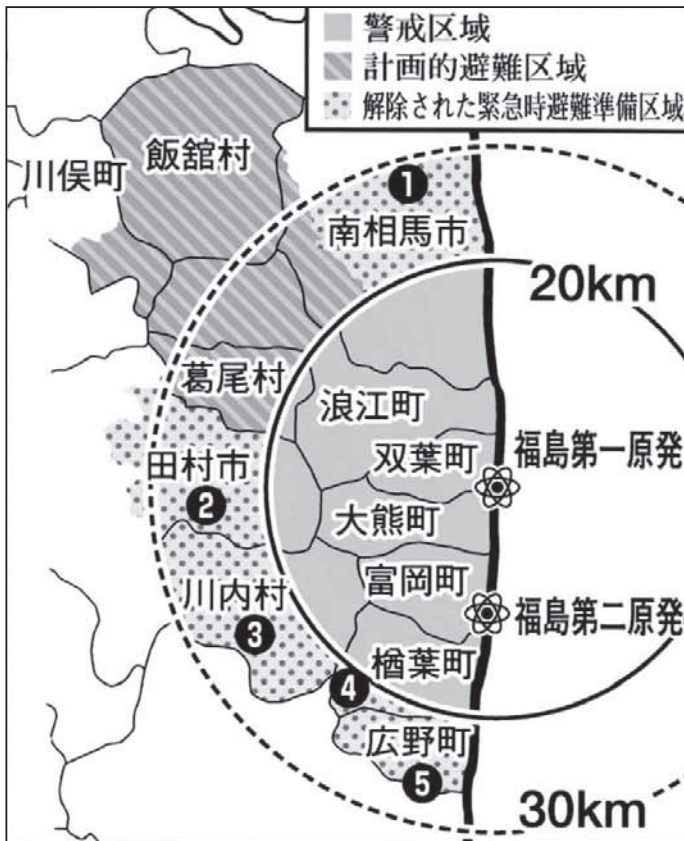 警戒区域
計画的避難区域
解除された緊急時避難準備区域
飯舘村
川俣町
1
南相馬市
20km
葛尾村
浪江町
双葉町
福島第一原発
田村市
2
大熊町
富岡町
川内村
福島第二原発
3
楢葉町
4
広野町
5
30km